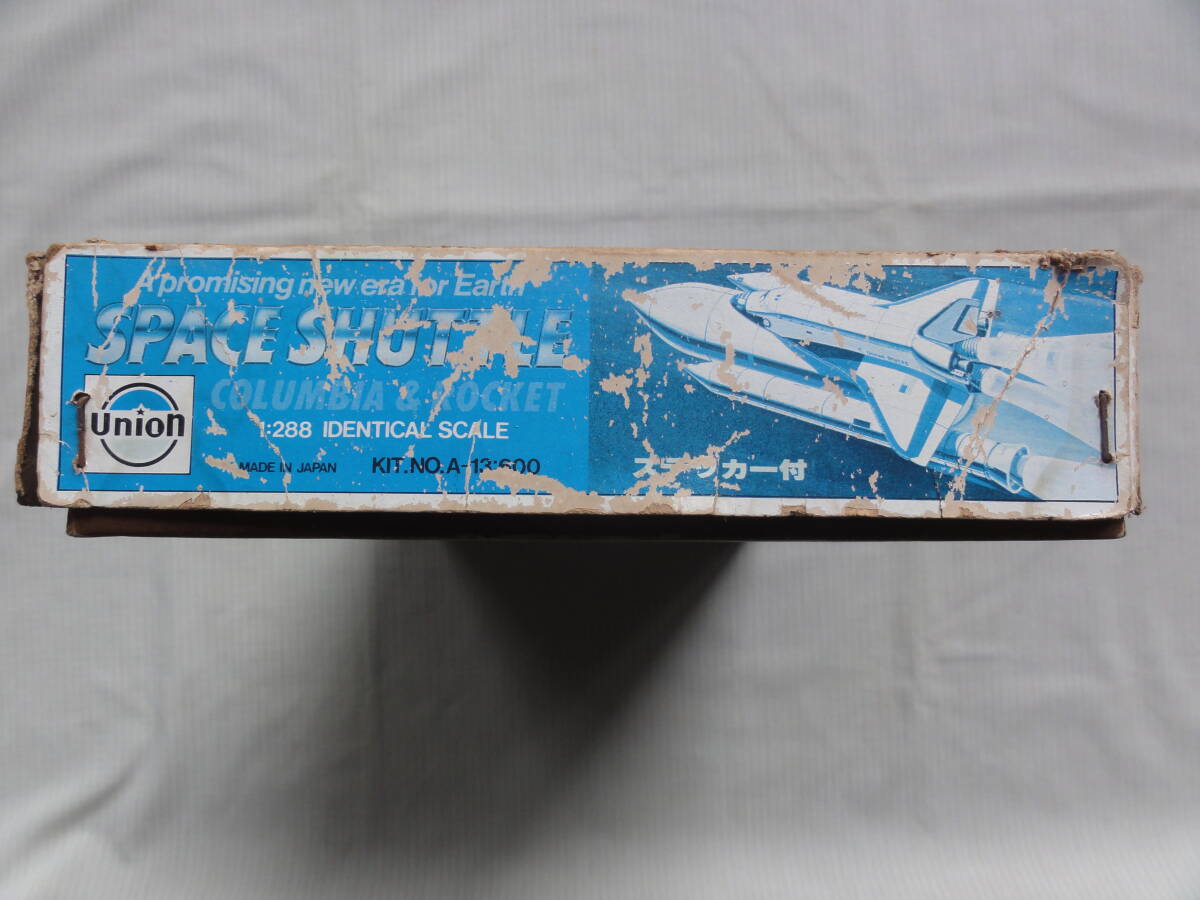 A promising new era for Earth
SPACE SHUTTLE
COLUMBIA & ROCKET
Union
1:288 IDENTICAL SCALE
MADE IN JAPAN KIT.NO.A-13:600
ステッカー付